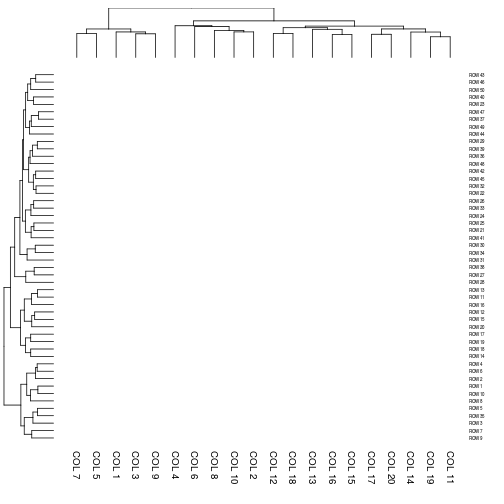 ROW 43
ROW 46
ROW 50
ROW 40
ROW 23
ROW 47
ROW 37
ROW 49
ROW 44
ROW 29
ROW 39
ROW 36
ROW 48
ROW 42
ROW 45
ROW 32
ROW 22
ROW 26
ROW 33
ROW 24
ROW 25
ROW 21
ROW 41
ROW 30
ROW 34
ROW 31
ROW 38
ROW 27
ROW 28
ROW 13
ROW 11
ROW 16
ROW 12
ROW 15
ROW 20
ROW 17
ROW 19
ROW 18
ROW 14
ROW 4
ROW 6
ROW 2
ROW 1
ROW 10
ROW 8
ROW 5
ROW 35
ROW 3
ROW 7
ROW 9
COL 7
COL 5
COL 1
COL 3
COL 9
COL 4
COL 6
COL 8
COL 10
COL 2
COL 12
COL 18
COL 13
COL 16
COL 15
COL 17
COL 20
COL 14
COL 19
COL 11